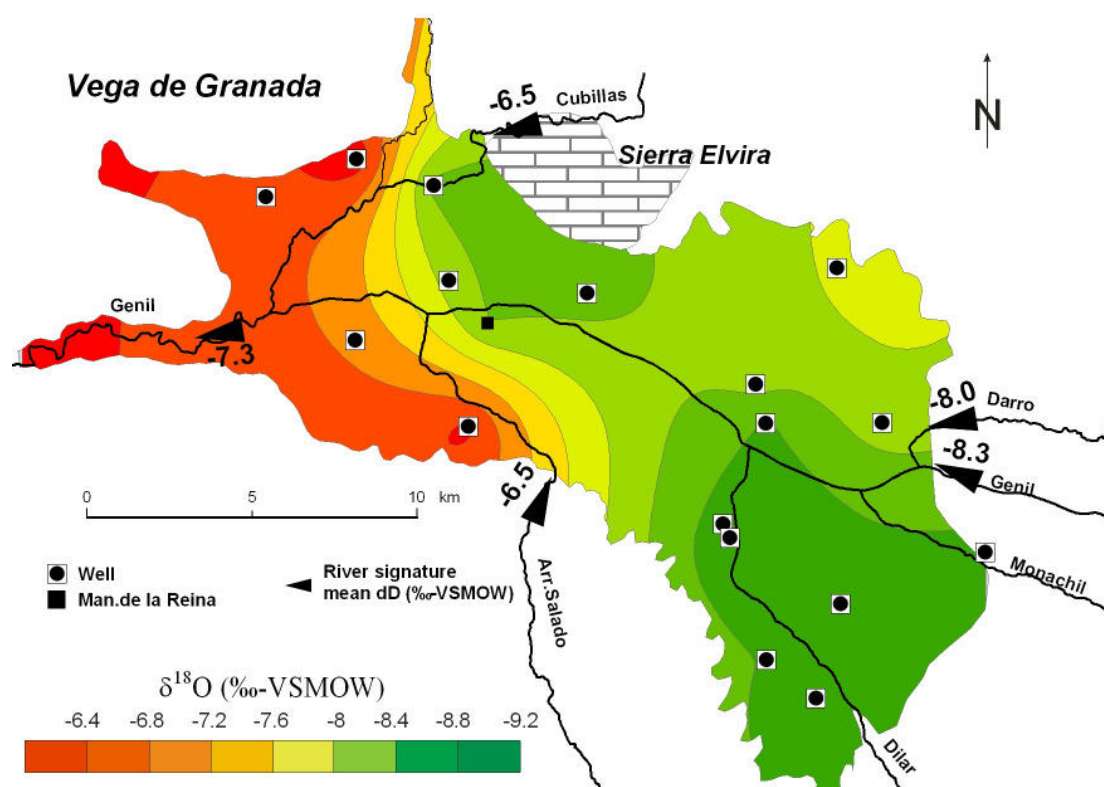 Vega de Granada
-6.5
Cubillas
N
Sierra Elvira
Genil
-7.3
-8.0
Darro
-8.3
Genil
-6.5
0 5 10 km
Monachil
Well
Man.de la Reina
River signature
mean dD (‰-VSMOW)
Arr.Salado
δ¹⁸O (‰-VSMOW)
-6.4 -6.8 -7.2 -7.6 -8 -8.4 -8.8 -9.2
Dilar